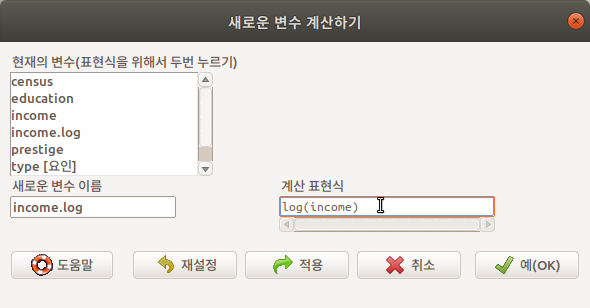 새로운 변수 계산하기
현재의 변수(표현식을 위해서 두번 누르기)
census
education
income
income.log
prestige
type [요인]
새로운 변수 이름
계산 표현식
income.log
log(income)
도움말
재설정
적용
취소
예(OK)